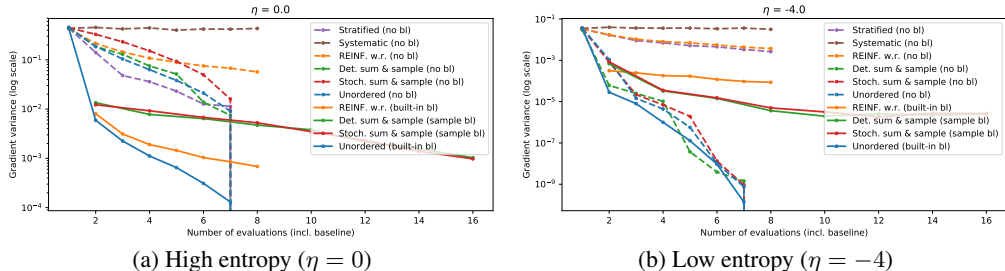 η = 0.0
Gradient variance (log scale)
10⁻¹
10⁻²
10⁻³
10⁻⁴
Stratified (no bl)
Systematic (no bl)
REINF. w.r. (no bl)
Det. sum & sample (no bl)
Stoch. sum & sample (no bl)
Unordered (no bl)
REINF. w.r. (built-in bl)
Det. sum & sample (sample bl)
Stoch. sum & sample (sample bl)
Unordered (built-in bl)
2 4 6 8 10 12 14 16
Number of evaluations (incl. baseline)
(a) High entropy (η = 0)
η = -4.0
Gradient variance (log scale)
10⁻¹
10⁻³
10⁻⁵
10⁻⁷
10⁻⁹
Stratified (no bl)
Systematic (no bl)
REINF. w.r. (no bl)
Det. sum & sample (no bl)
Stoch. sum & sample (no bl)
Unordered (no bl)
REINF. w.r. (built-in bl)
Det. sum & sample (sample bl)
Stoch. sum & sample (sample bl)
Unordered (built-in bl)
2 4 6 8 10 12 14 16
Number of evaluations (incl. baseline)
(b) Low entropy (η = −4)